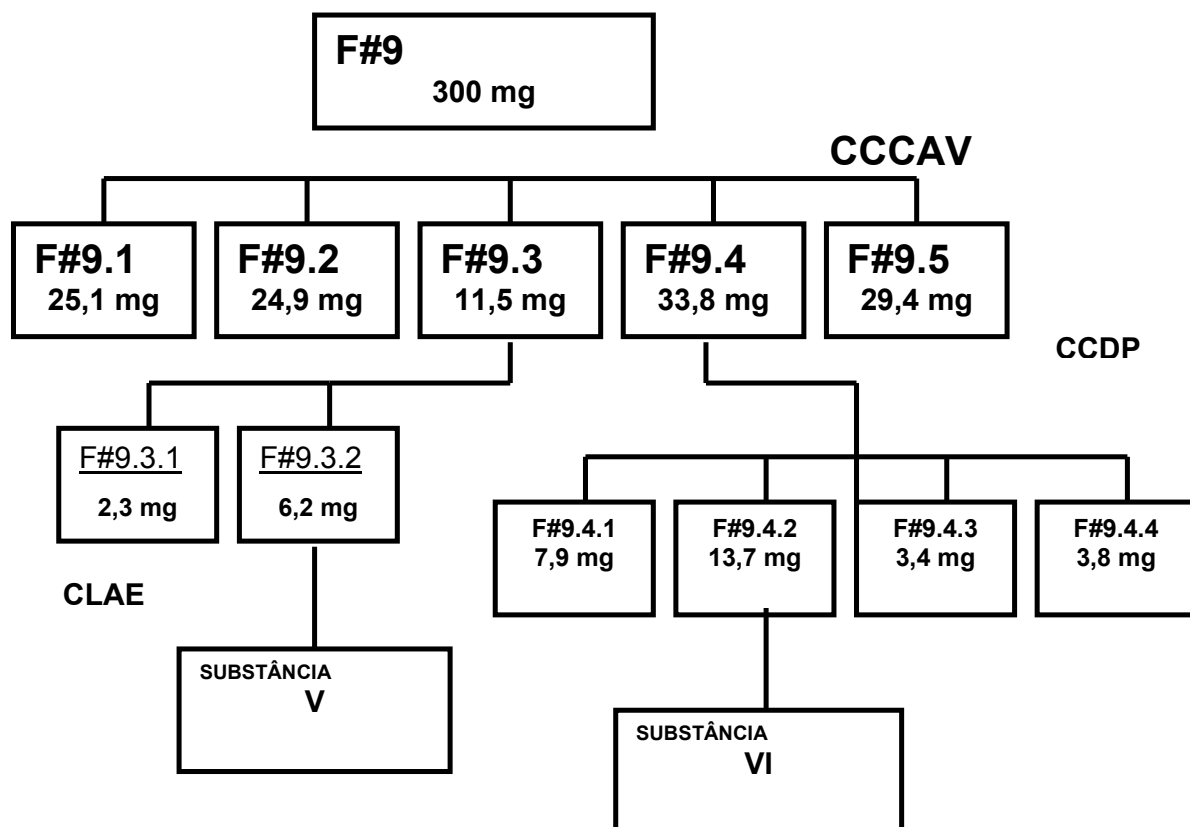 F#9
300 mg
CCCAV
F#9.1
25,1 mg
F#9.2
24,9 mg
F#9.3
11,5 mg
F#9.4
33,8 mg
F#9.5
29,4 mg
CCDP
F#9.3.1
2,3 mg
F#9.3.2
6,2 mg
F#9.4.1
7,9 mg
F#9.4.2
13,7 mg
F#9.4.3
3,4 mg
F#9.4.4
3,8 mg
CLAE
SUBSTÂNCIA
V
SUBSTÂNCIA
VI